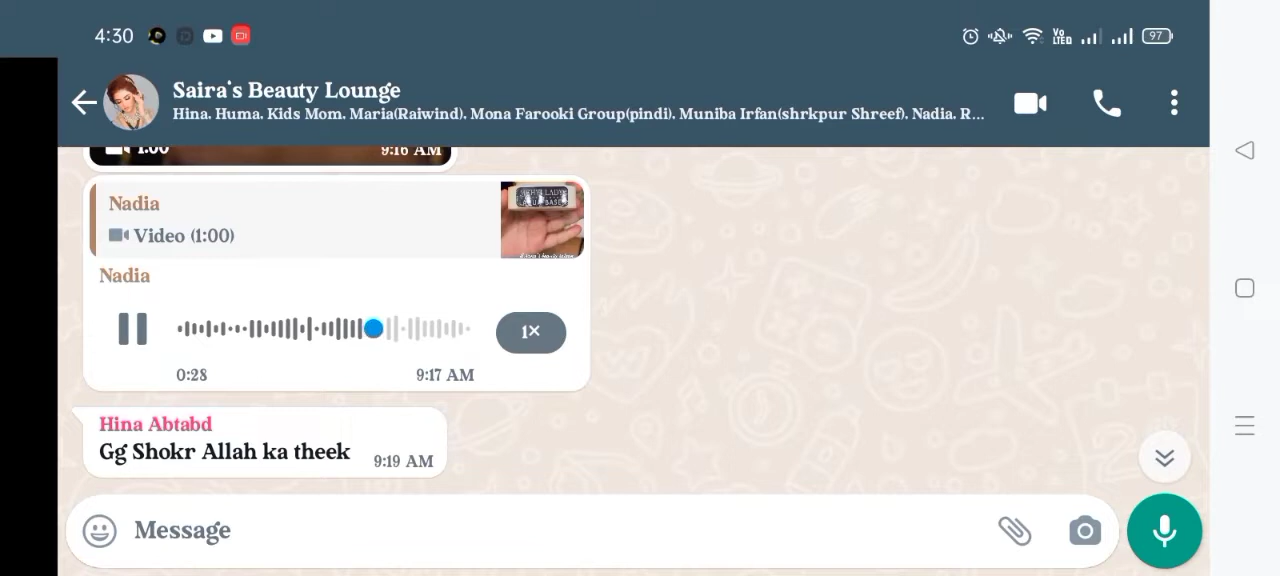 4:30
Vo
LTE
97
Saira's Beauty Lounge
Hina, Huma, Kids Mom, Maria(Raiwind), Mona Farooki Group(pindi), Muniba Irfan(shrkpur Shreef), Nadia, R...
1:00
9:16 AM
Nadia
Video (1:00)
Nadia
1×
0:28
9:17 AM
Hina Abtabd
Gg Shokr Allah ka theek
9:19 AM
Message